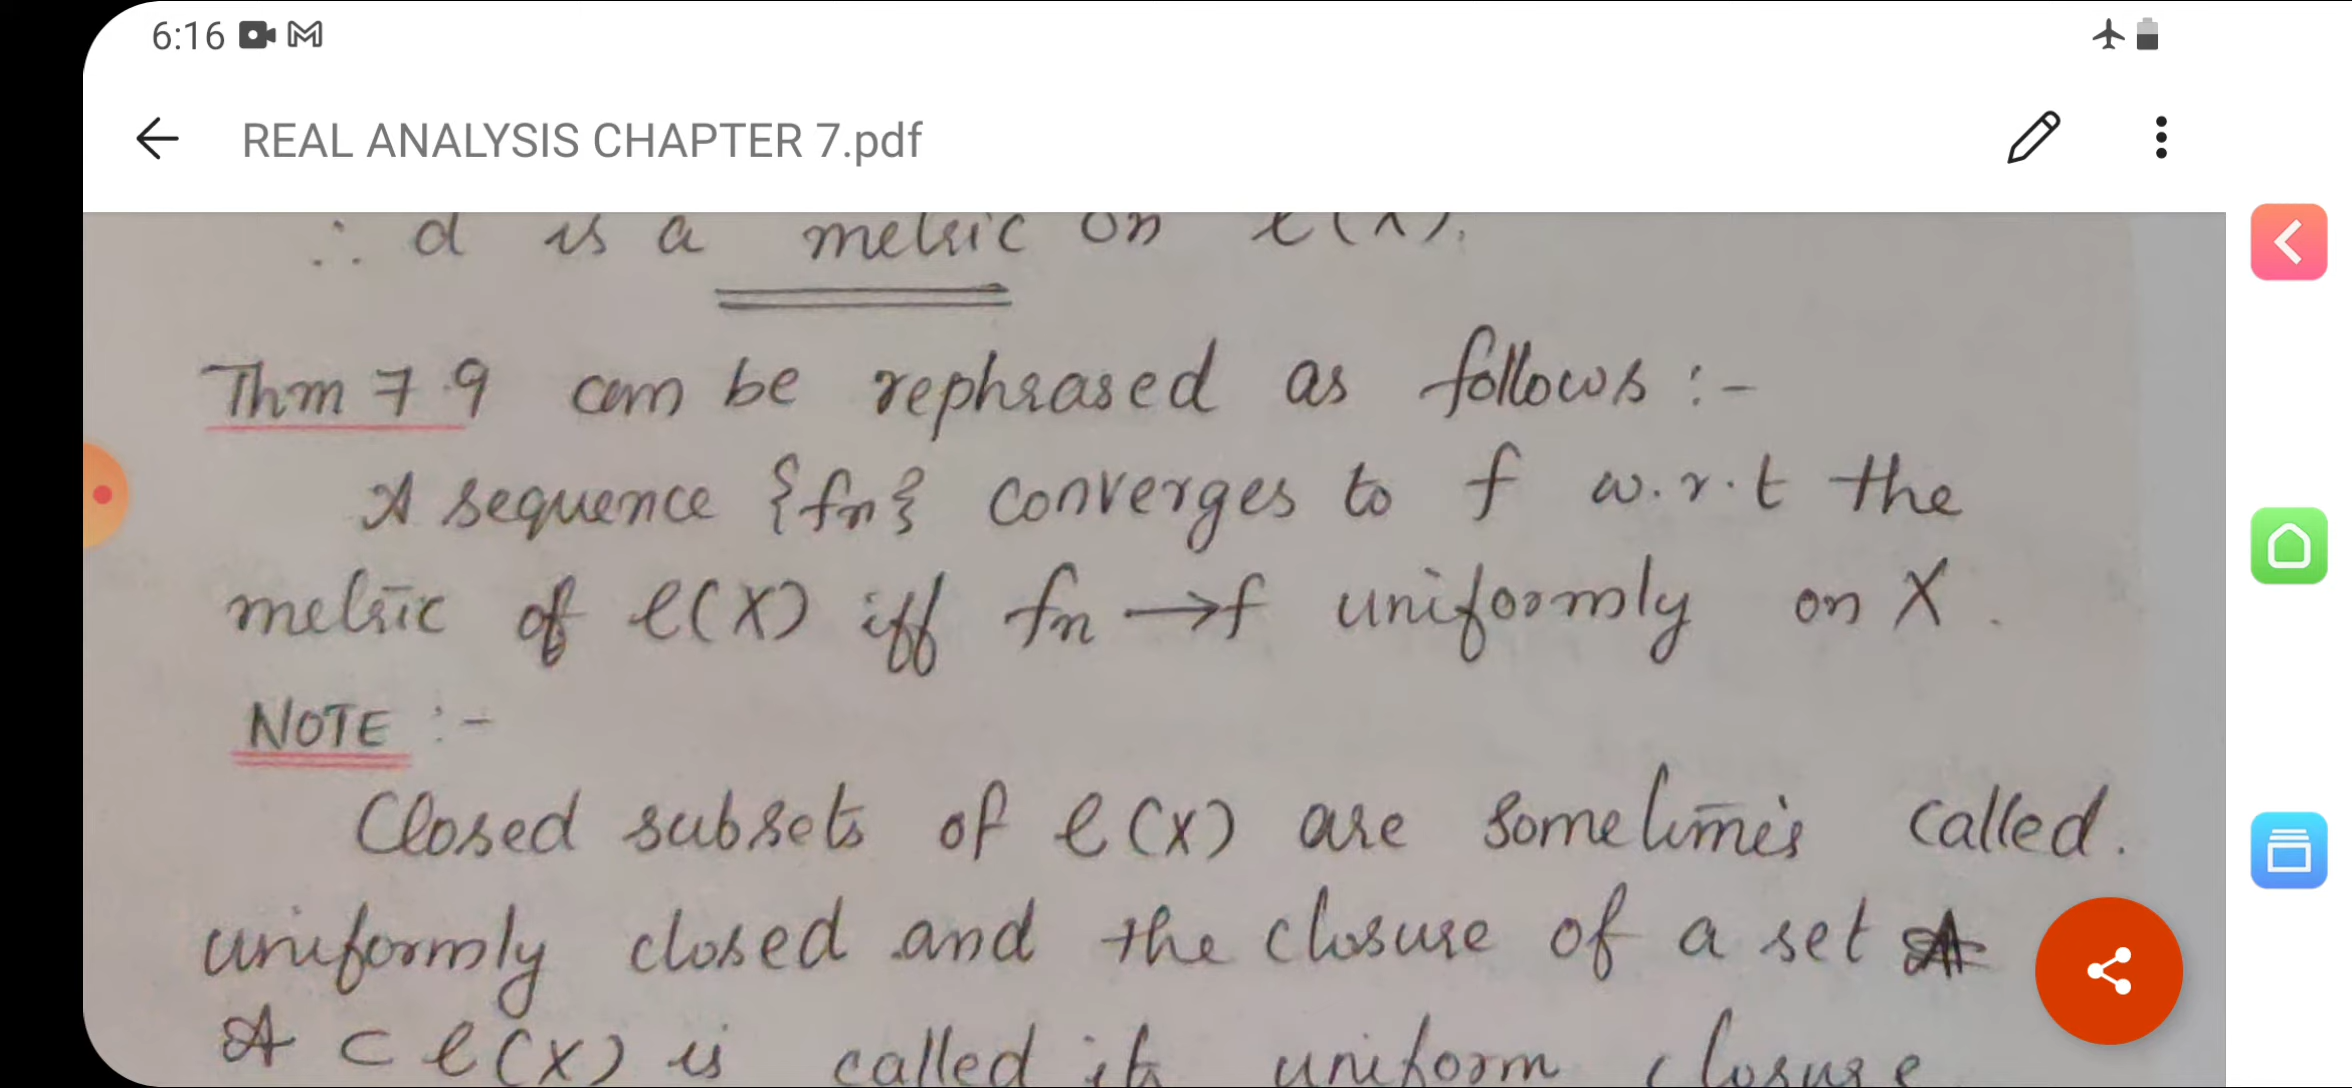 6:16
REAL ANALYSIS CHAPTER 7.pdf
∴ d is a metric on ℓ(X).
Thm 7.9 can be rephrased as follows :-
A sequence {fn} converges to f w.r.t the
metric of ℓ(X) iff fn → f uniformly on X.
NOTE :-
Closed subsets of ℓ(X) are sometimes called.
uniformly closed and the closure of a set
A ⊂ ℓ(X) is called its uniform closure